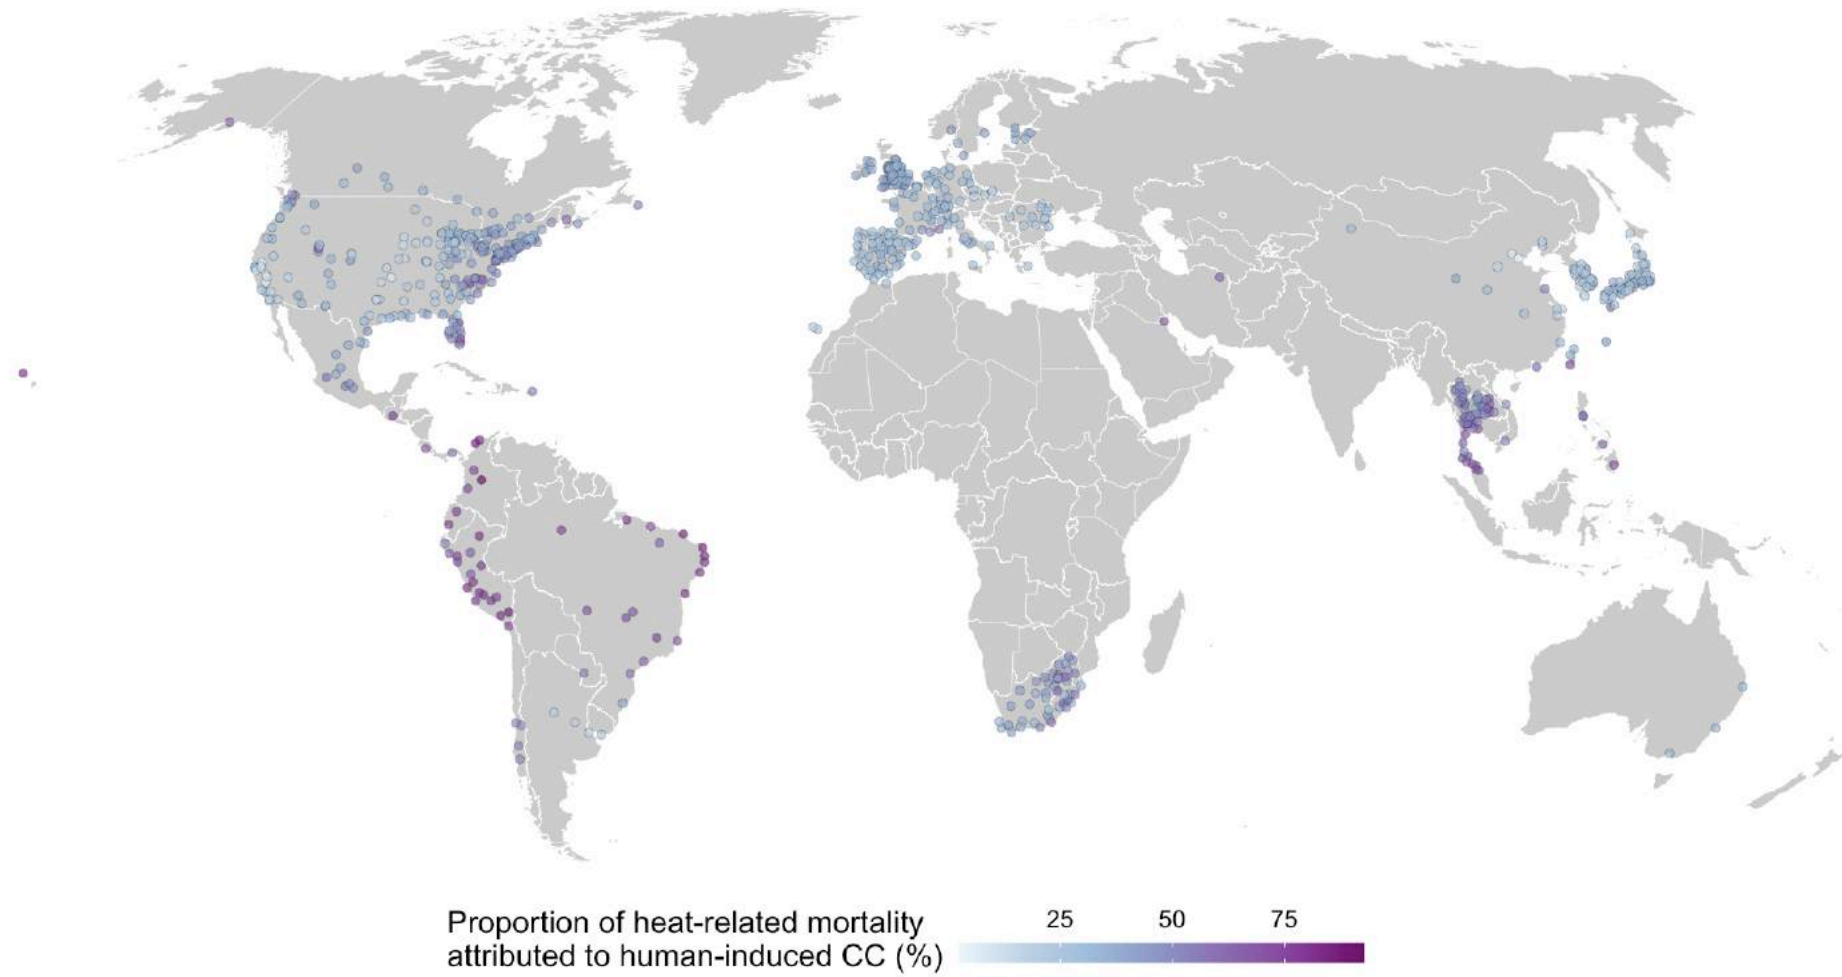 Proportion of heat-related mortality
attributed to human-induced CC (%)
25 50 75